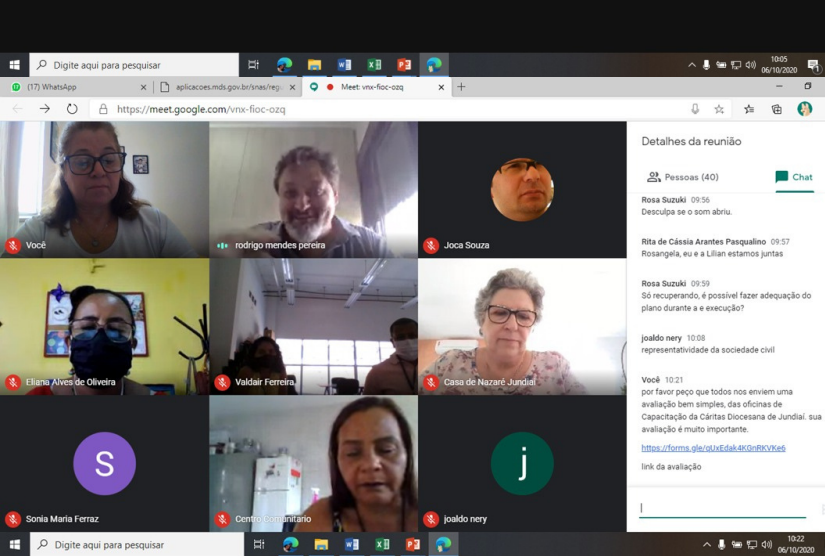 Digite aqui para pesquisar
10:05
06/10/2020
(17) WhatsApp
aplicacoes.mds.gov.br/snas/regi
Meet: vnx-fioc-ozq
https://meet.google.com/vnx-fioc-ozq
Você
rodrigo mendes pereira
Joca Souza
Eliana Alves de Oliveira
Valdair Ferreira
Casa de Nazaré Jundiaí
S
Sonia Maria Ferraz
Centro Comunitario
j
joaldo nery
Detalhes da reunião
Pessoas (40)
Chat
Rosa Suzuki 09:56
Desculpa se o som abriu.
Rita de Cássia Arantes Pasqualino 09:57
Rosangela, eu e a Lilian estamos juntas
Rosa Suzuki 09:59
Só recuperando, é possível fazer adequação do
plano durante a e execução?
joaldo nery 10:08
representatividade da sociedade civil
Você 10:21
por favor peço que todos nos enviem uma
avaliação bem simples, das oficinas de
Capacitação da Cáritas Diocesana de Jundiaí. sua
avaliação é muito importante.
https://forms.gle/qUxEdak4KGnRKVKe6
link da avaliação
Digite aqui para pesquisar
10:22
06/10/2020